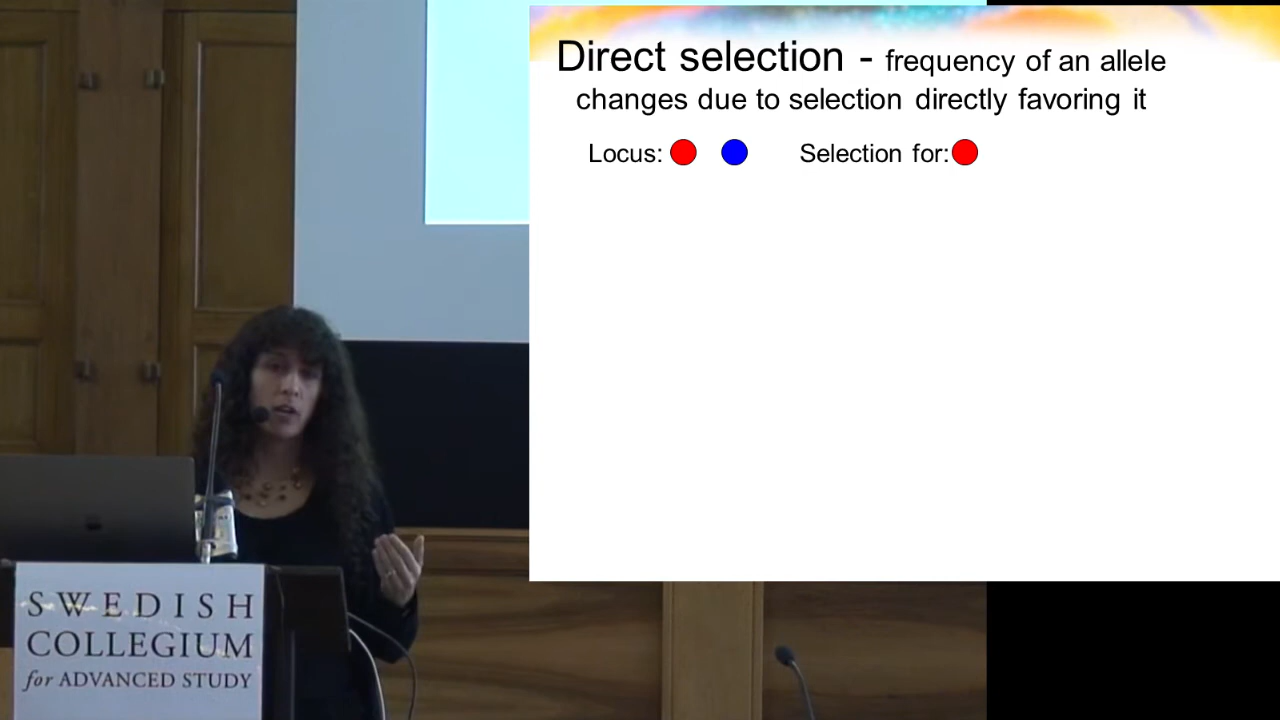 Direct selection - frequency of an allele
changes due to selection directly favoring it
Locus: Selection for:
SWEDISH
COLLEGIUM
for ADVANCED STUDY